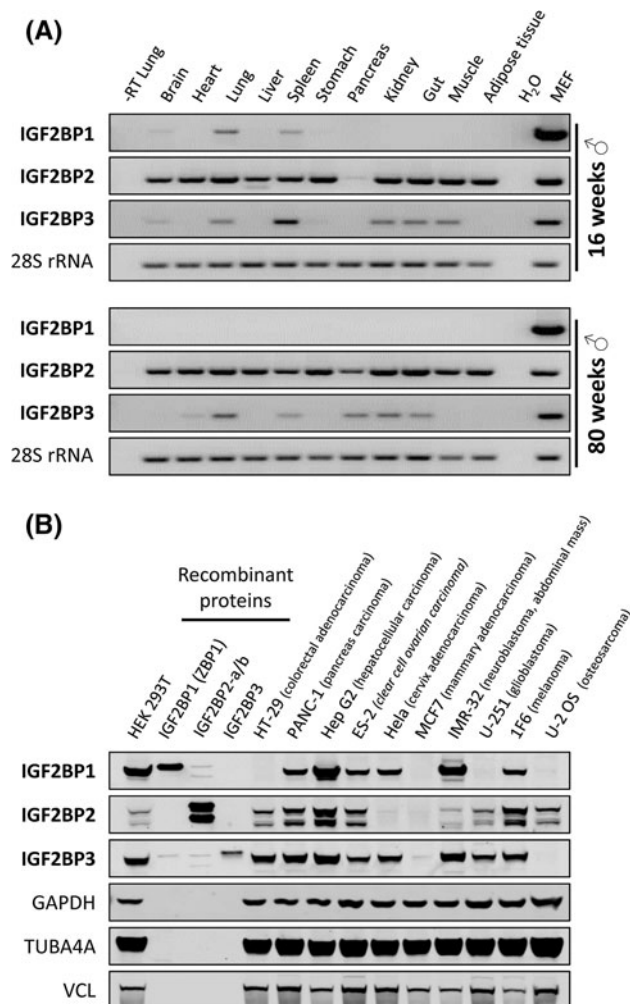 (A)
-RT Lung
Brain
Heart
Lung
Liver
Spleen
Stomach
Pancreas
Kidney
Gut
Muscle
Adipose tissue
H₂O
MEF
IGF2BP1
IGF2BP2
IGF2BP3
28S rRNA
♂
16 weeks
IGF2BP1
IGF2BP2
IGF2BP3
28S rRNA
♂
80 weeks
(B)
Recombinant
proteins
HEK 293T
IGF2BP1 (ZBP1)
IGF2BP2-a/b
IGF2BP3
HT-29 (colorectal adenocarcinoma)
PANC-1 (pancreas carcinoma)
Hep G2 (hepatocellular carcinoma)
ES-2 (clear cell ovarian carcinoma)
Hela (cervix adenocarcinoma)
MCF7 (mammary adenocarcinoma)
IMR-32 (neuroblastoma, abdominal mass)
U-251 (glioblastoma)
1F6 (melanoma)
U-2 OS (osteosarcoma)
IGF2BP1
IGF2BP2
IGF2BP3
GAPDH
TUBA4A
VCL